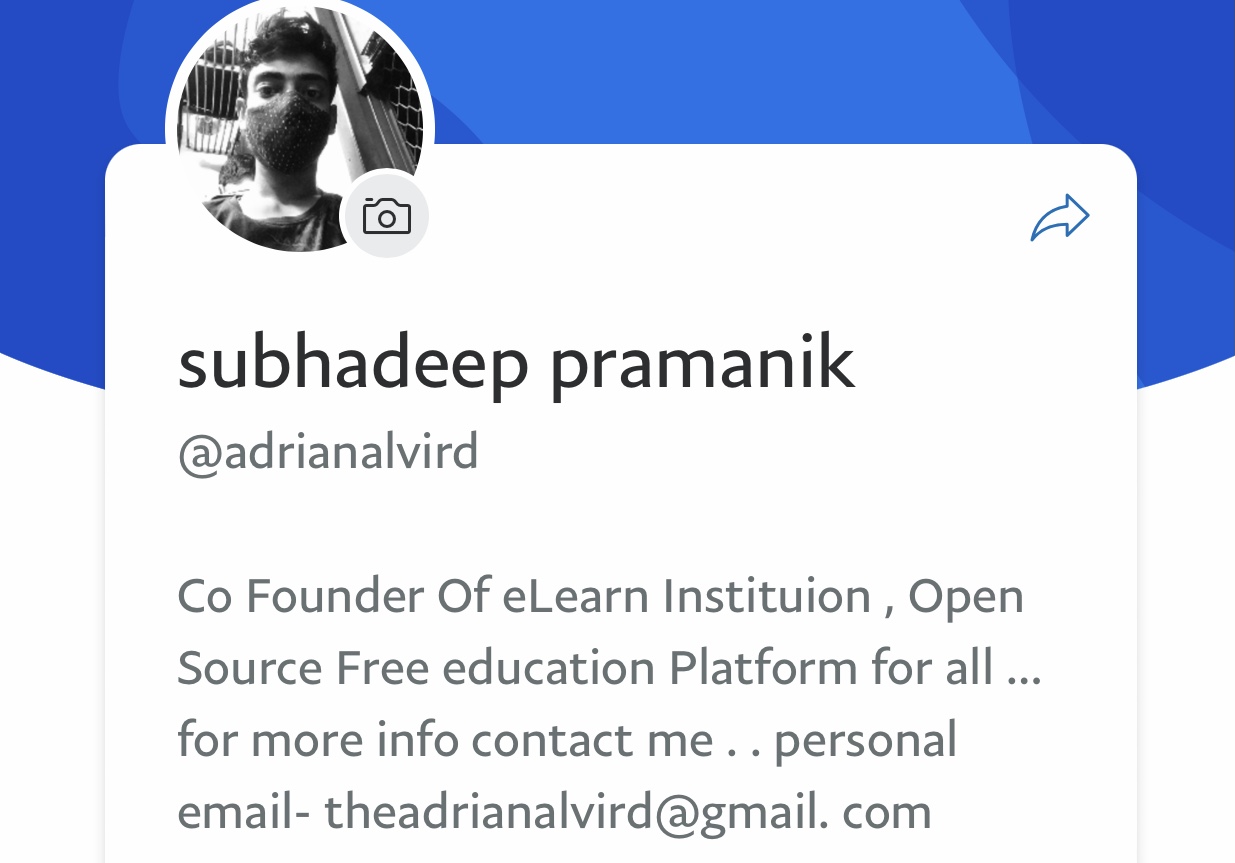 subhadeep pramanik
@adrianalvird
Co Founder Of eLearn Instituion , Open
Source Free education Platform for all ...
for more info contact me . . personal
email- theadrianalvird@gmail. com